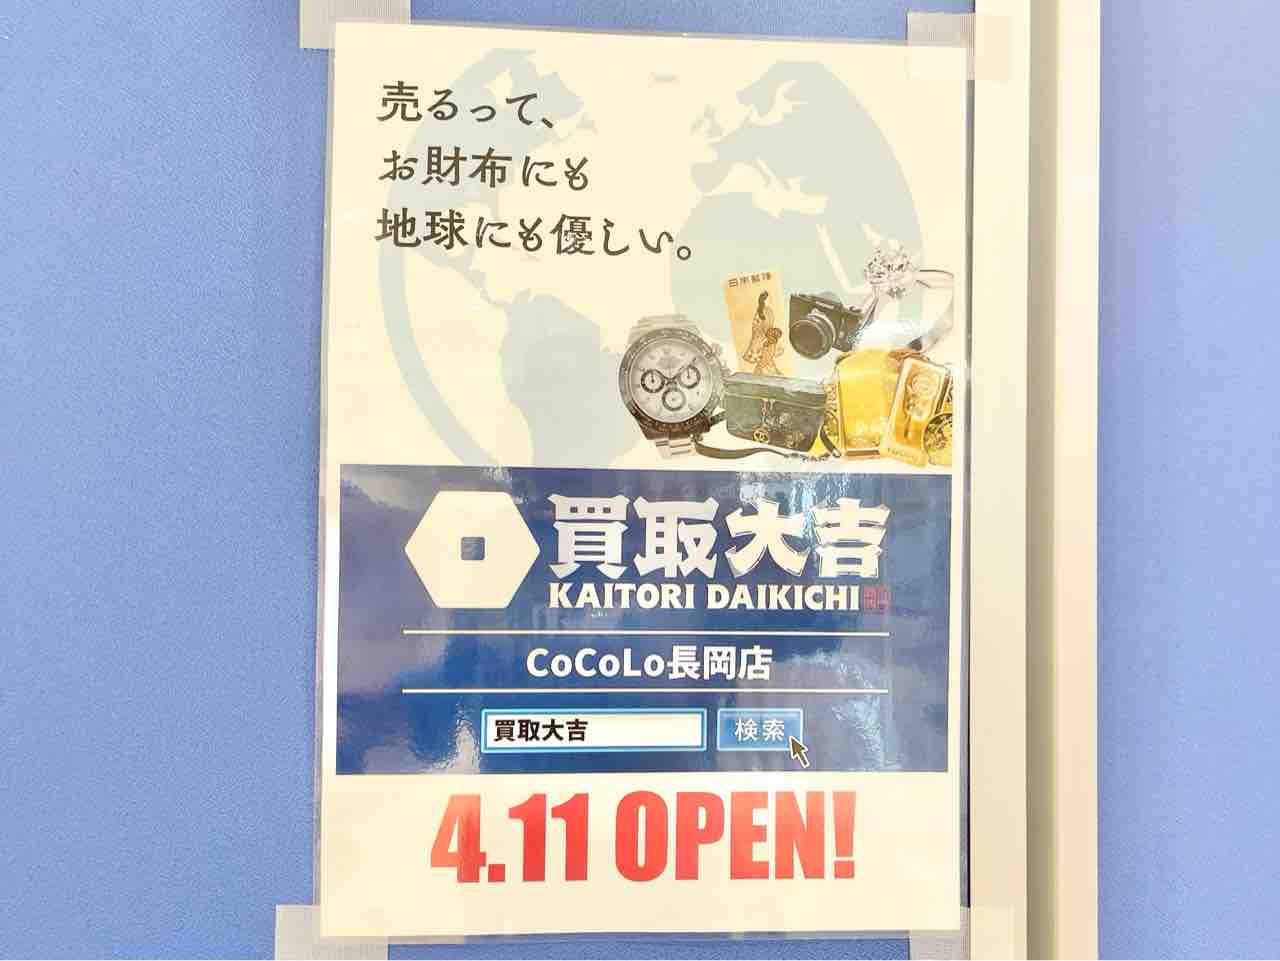 売るって、
お財布にも
地球にも優しい。
日本郵便
買取大吉
KAITORI DAIKICHI
CoCoLo長岡店
買取大吉 検索
4.11 OPEN!